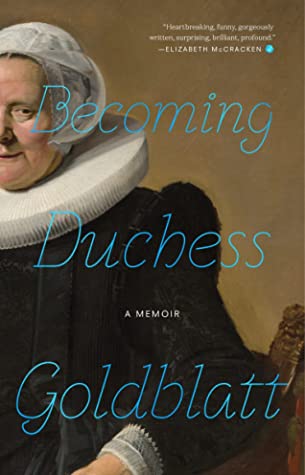 "Heartbreaking, funny, gorgeously
written, surprising, brilliant, profound."
—ELIZABETH McCRACKEN
Becoming
Duchess
A MEMOIR
Goldblatt